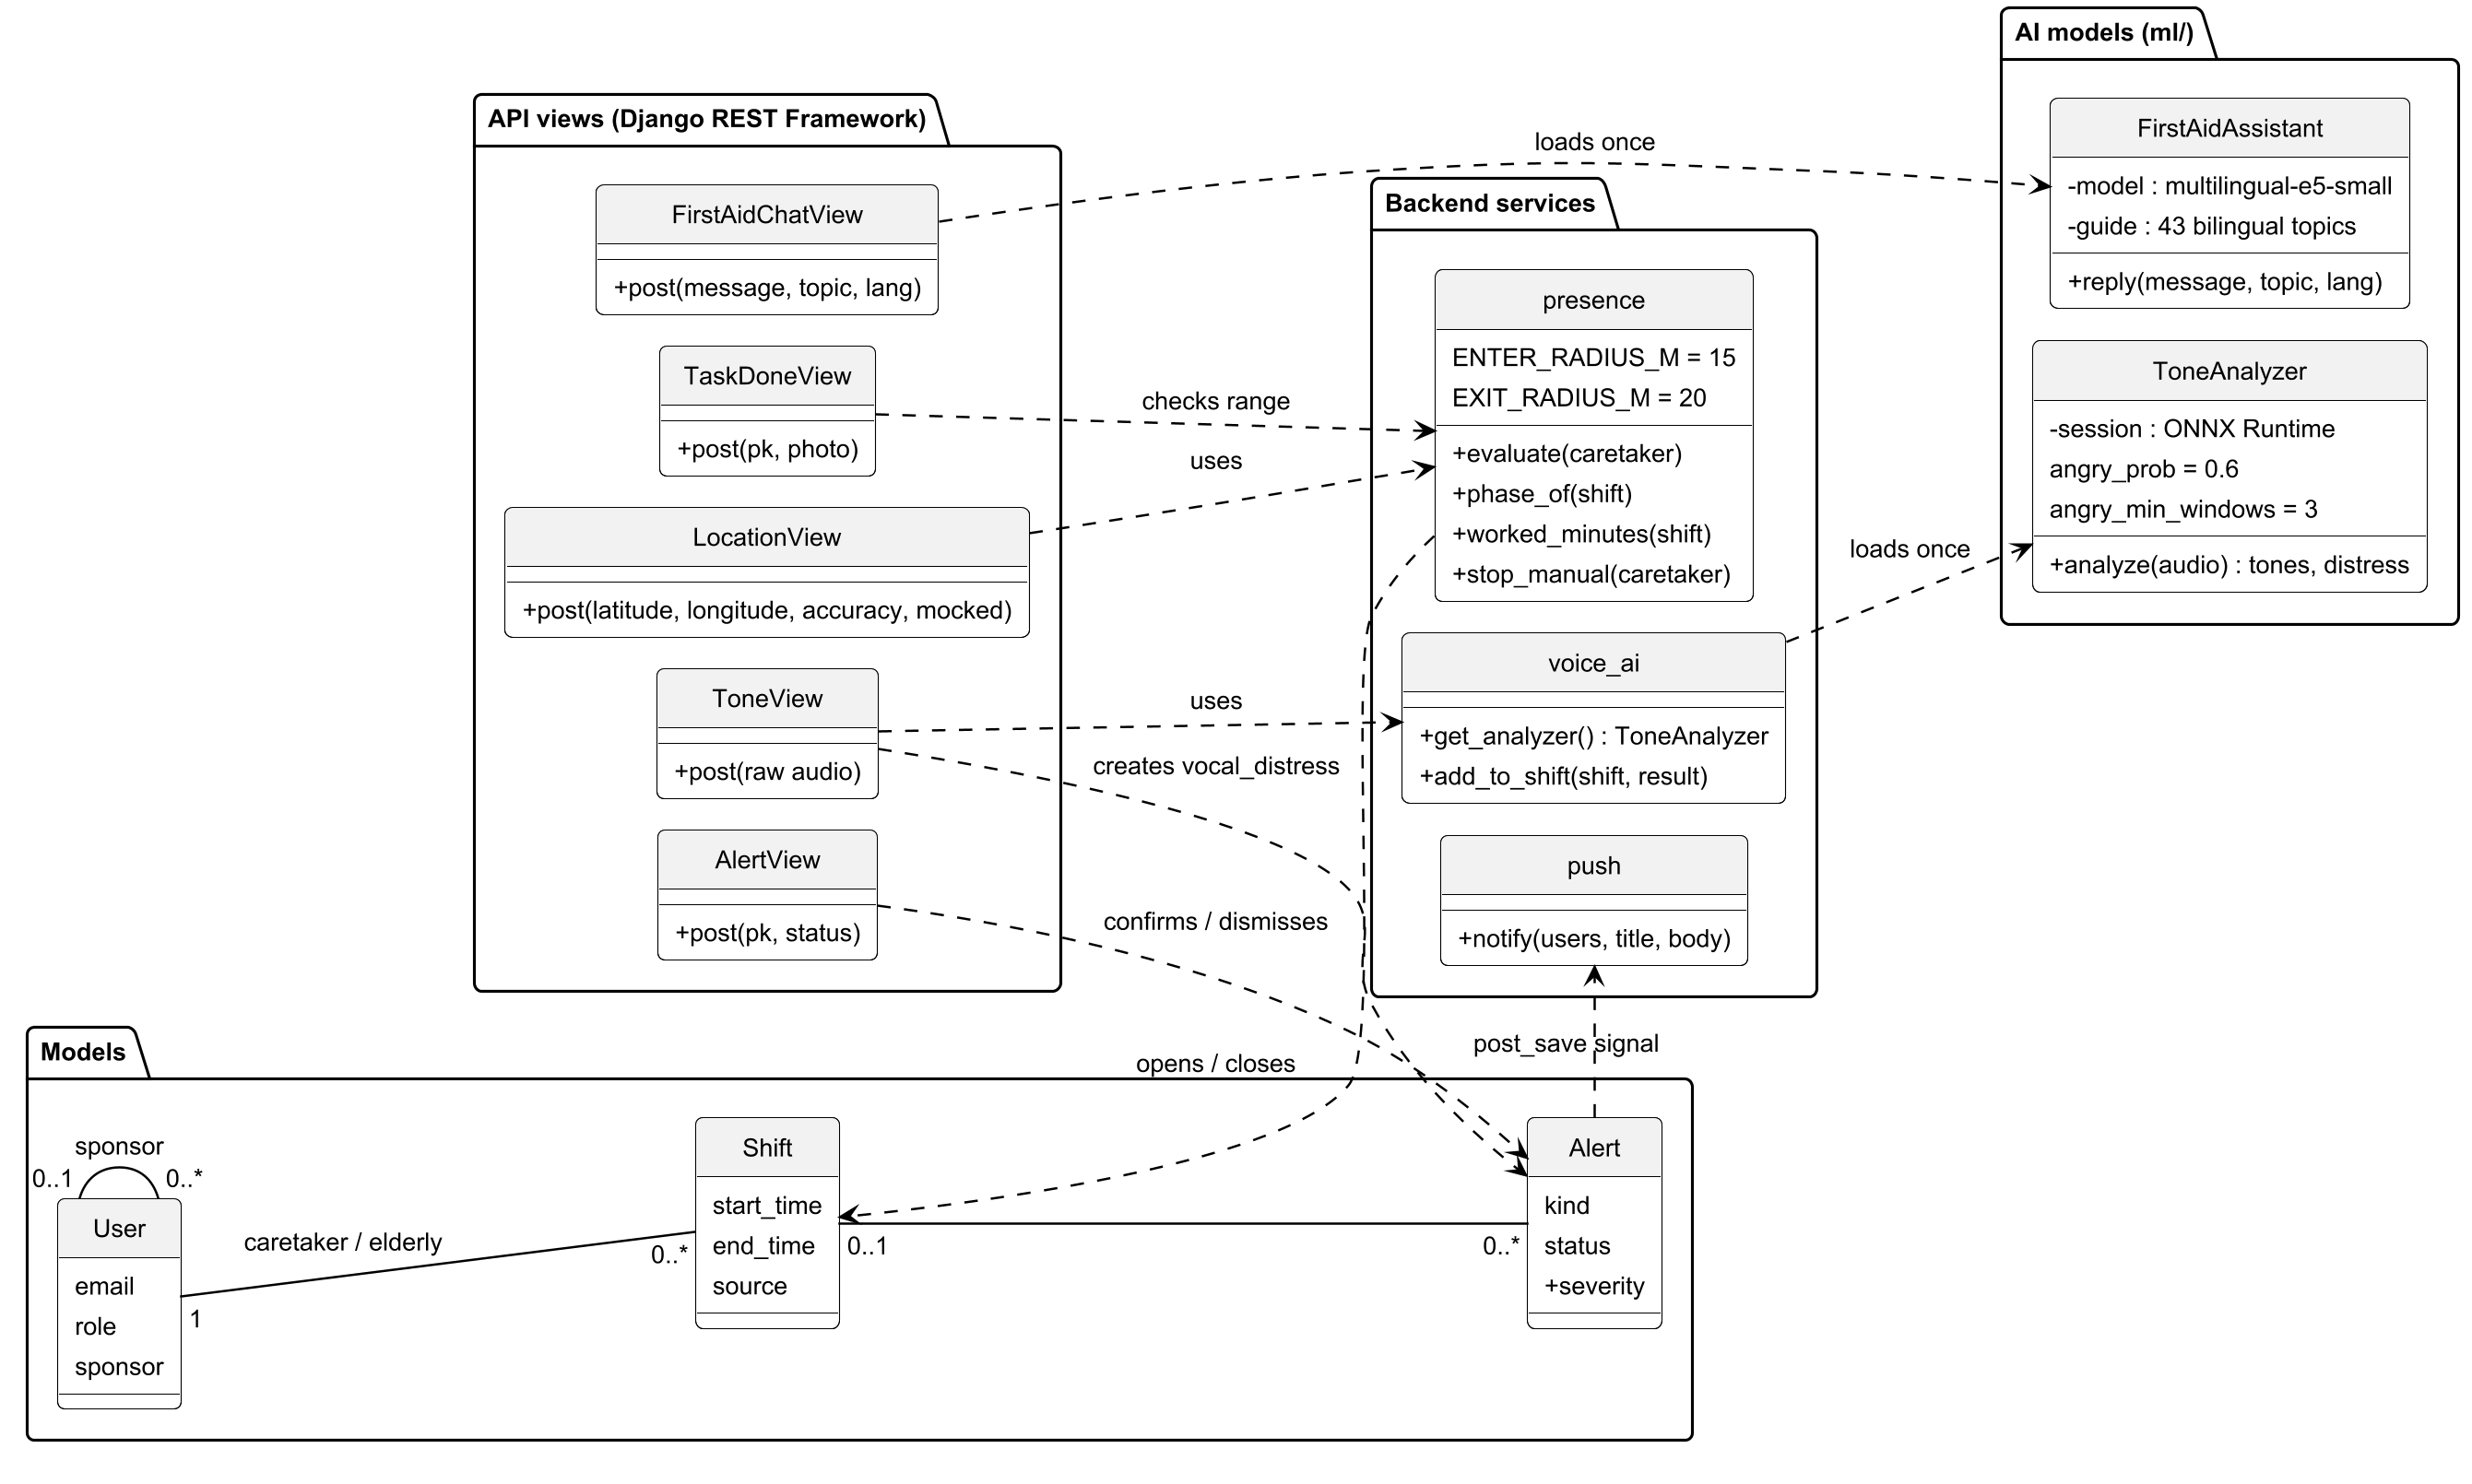 AI models (ml/)
FirstAidAssistant
-model : multilingual-e5-small
-guide : 43 bilingual topics
+reply(message, topic, lang)
ToneAnalyzer
-session : ONNX Runtime
angry_prob = 0.6
angry_min_windows = 3
+analyze(audio) : tones, distress
API views (Django REST Framework)
FirstAidChatView
+post(message, topic, lang)
TaskDoneView
+post(pk, photo)
LocationView
+post(latitude, longitude, accuracy, mocked)
ToneView
+post(raw audio)
AlertView
+post(pk, status)
loads once
checks range
uses
uses
creates vocal_distress
confirms / dismisses
opens / closes
Backend services
presence
ENTER_RADIUS_M = 15
EXIT_RADIUS_M = 20
+evaluate(caretaker)
+phase_of(shift)
+worked_minutes(shift)
+stop_manual(caretaker)
voice_ai
+get_analyzer() : ToneAnalyzer
+add_to_shift(shift, result)
push
+notify(users, title, body)
loads once
post_save signal
Models
sponsor
0..1
0..*
User
email
role
sponsor
caretaker / elderly
1
0..*
Shift
start_time
end_time
source
0..1
0..*
Alert
kind
status
+severity